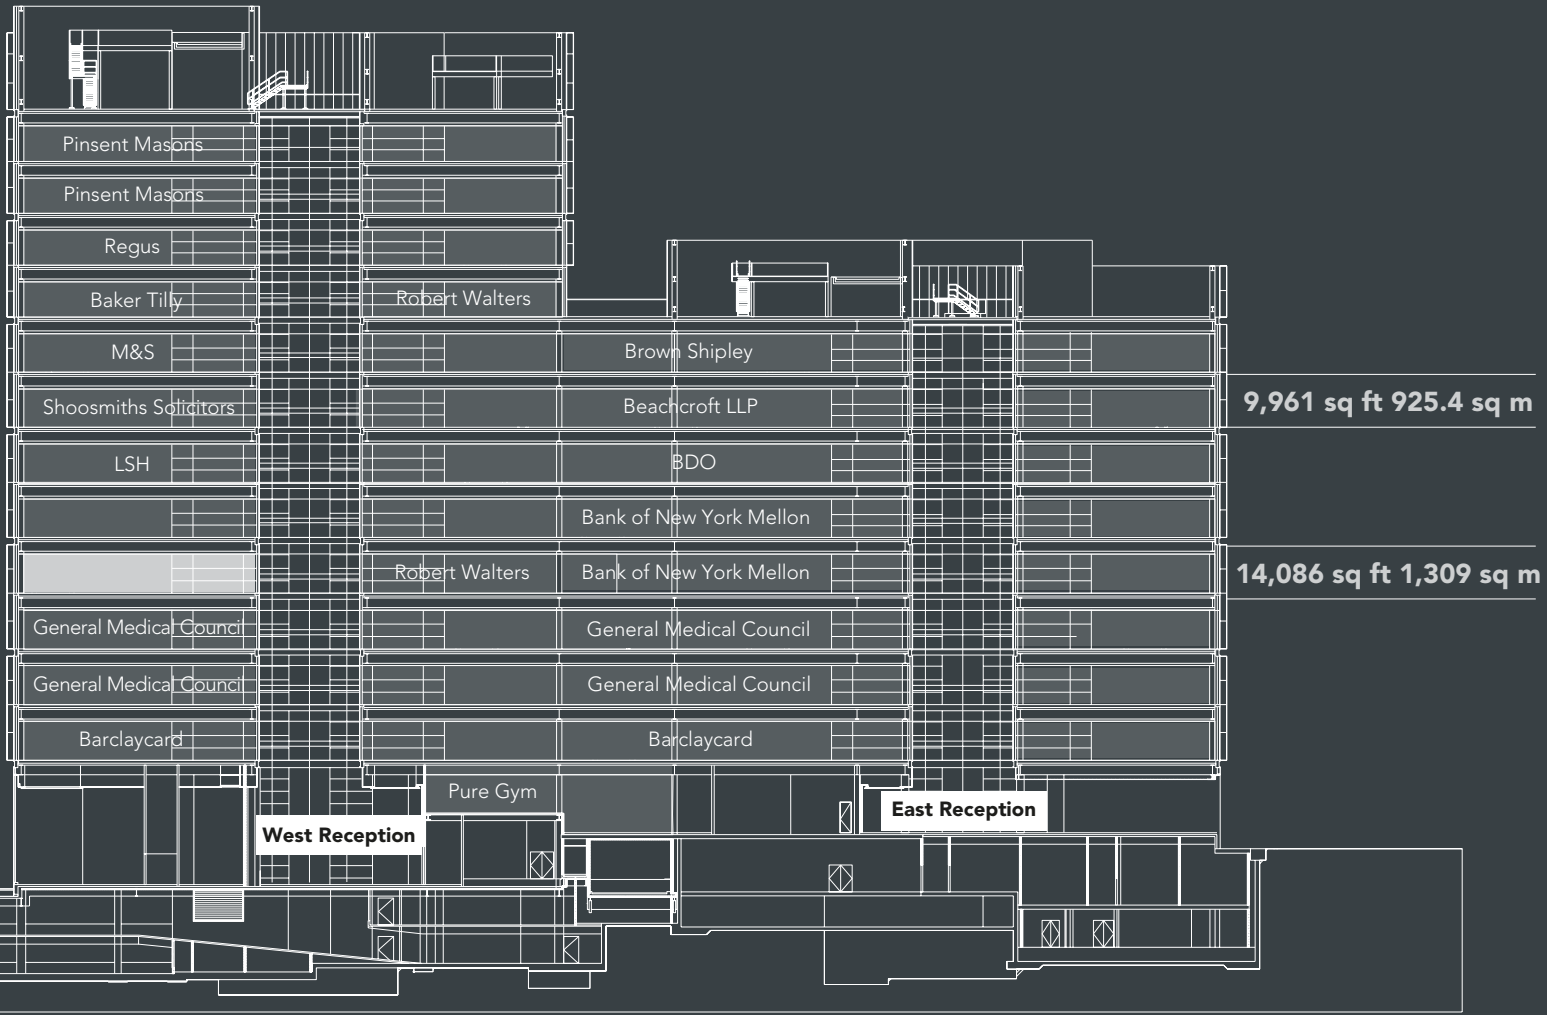 Pinsent Masons
Pinsent Masons
Regus
Baker Tilly
Robert Walters
M&S
Brown Shipley
Shoosmiths Solicitors
Beachcroft LLP
9,961 sq ft 925.4 sq m
LSH
BDO
Bank of New York Mellon
Robert Walters
Bank of New York Mellon
14,086 sq ft 1,309 sq m
General Medical Council
General Medical Council
General Medical Council
General Medical Council
Barclaycard
Barclaycard
Pure Gym
East Reception
West Reception